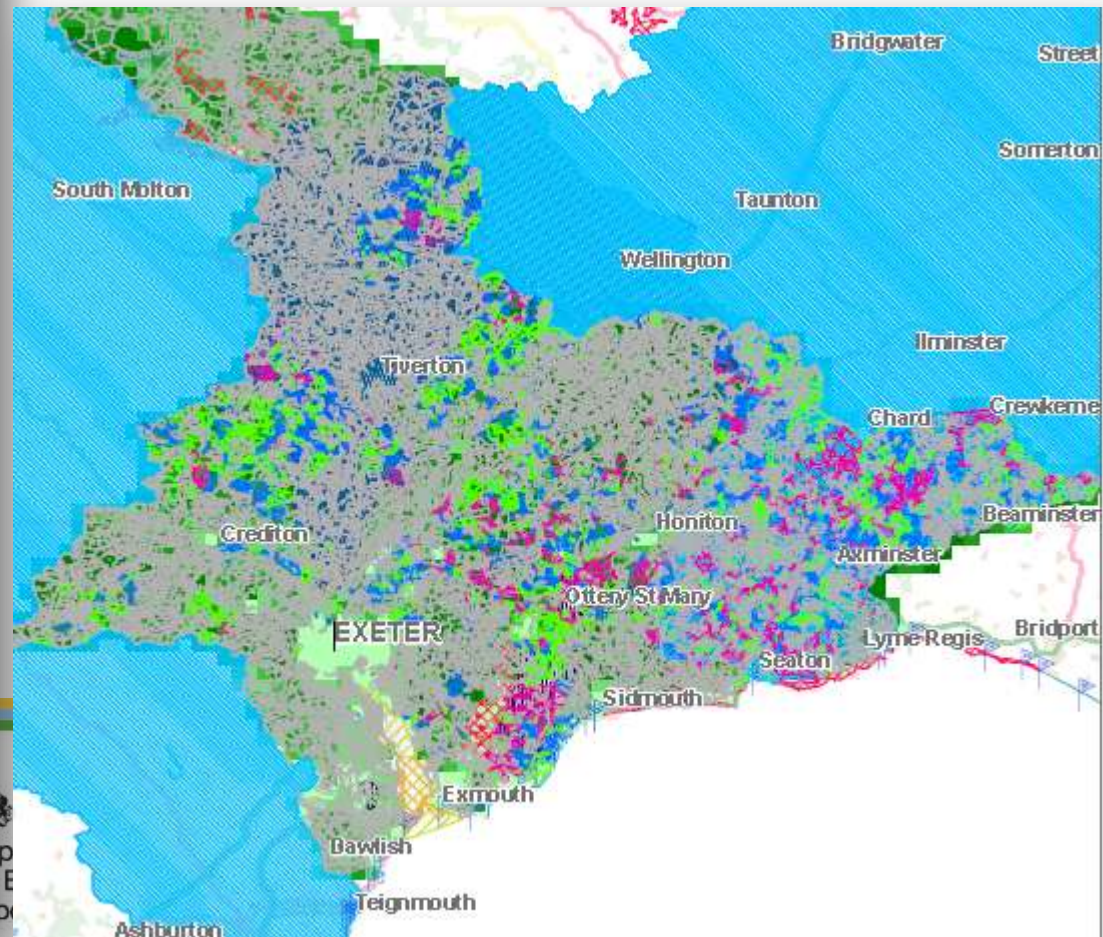 Bridgwater
Street
Somerton
South Molton
Taunton
Wellington
Ilminster
Tiverton
Crewkerne
Chard
Beaminster
Honiton
Crediton
Axminster
Ottery St Mary
EXETER
Bridport
Lyme Regis
Seaton
Sidmouth
Exmouth
Dawlish
Teignmouth
Ashburton